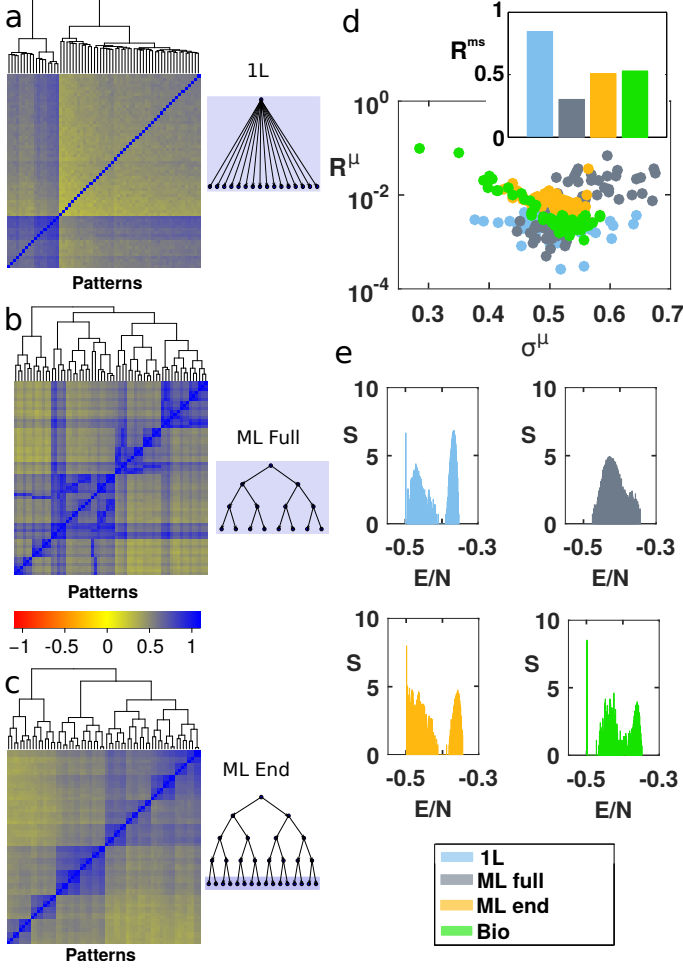 a
1L
Patterns
b
ML Full
Patterns
-1 -0.5 0 0.5 1
c
ML End
Patterns
d
R^ms
1
0.5
0
R^μ
10^0
10^-2
10^-4
0.3 0.4 0.5 0.6 0.7
σ^μ
e
10
S
5
0
-0.5 -0.3
E/N
10
S
5
0
-0.5 -0.3
E/N
10
S
5
0
-0.5 -0.3
E/N
10
S
5
0
-0.5 -0.3
E/N
1L
ML full
ML end
Bio